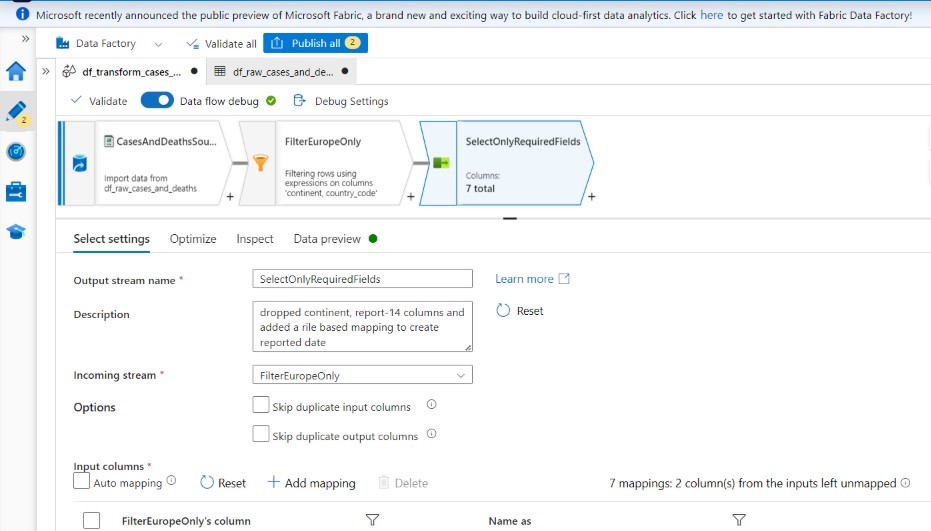 Microsoft recently announced the public preview of Microsoft Fabric, a brand new and exciting way to build cloud-first data analytics. Click here to get started with Fabric Data Factory!
» Data Factory Validate all Publish all 2
» df_transform_cases_... ● df_raw_cases_and_de... ●
2
Validate Data flow debug Debug Settings
CasesAndDeathsSou...
Import data from
df_raw_cases_and_deaths
+
FilterEuropeOnly
Filtering rows using
expressions on columns
'continent, country_code'
+
SelectOnlyRequiredFields
Columns:
7 total
+
Select settings Optimize Inspect Data preview
Output stream name * SelectOnlyRequiredFields Learn more
Description dropped continent, report-14 columns and Reset
added a rile based mapping to create
reported date
Incoming stream * FilterEuropeOnly
Options Skip duplicate input columns
Skip duplicate output columns
Input columns *
Auto mapping Reset + Add mapping Delete 7 mappings: 2 column(s) from the inputs left unmapped
FilterEuropeOnly's column Name as